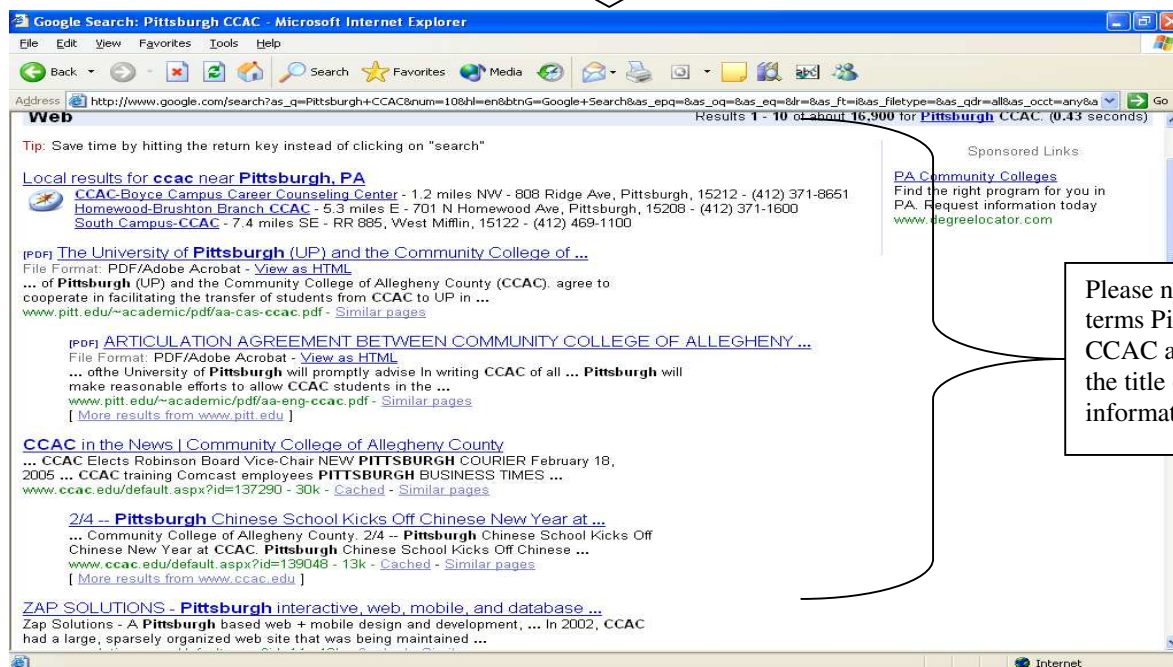 Google Search: Pittsburgh CCAC - Microsoft Internet Explorer
File Edit View Favorites Tools Help
Back Search Favorites Media
Address http://www.google.com/search?as_q=Pittsburgh+CCAC&num=10&hl=en&btnG=Google+Search&as_epq=&as_oq=&as_eq=&lr=&as_ft=i&as_filetype=&as_qdr=all&as_occt=any&a Go
Web Results 1 - 10 of about 16,900 for Pittsburgh CCAC. (0.43 seconds)
Tip: Save time by hitting the return key instead of clicking on "search"
Local results for ccac near Pittsburgh, PA
CCAC-Boyce Campus Career Counseling Center - 1.2 miles NW - 808 Ridge Ave, Pittsburgh, 15212 - (412) 371-8651
Homewood-Brushton Branch CCAC - 5.3 miles E - 701 N Homewood Ave, Pittsburgh, 15208 - (412) 371-1600
South Campus-CCAC - 7.4 miles SE - RR 885, West Mifflin, 15122 - (412) 469-1100
[PDF] The University of Pittsburgh (UP) and the Community College of ...
File Format: PDF/Adobe Acrobat - View as HTML
... of Pittsburgh (UP) and the Community College of Allegheny County (CCAC). agree to
cooperate in facilitating the transfer of students from CCAC to UP in ...
www.pitt.edu/~academic/pdf/aa-cas-ccac.pdf - Similar pages
[PDF] ARTICULATION AGREEMENT BETWEEN COMMUNITY COLLEGE OF ALLEGHENY ...
File Format: PDF/Adobe Acrobat - View as HTML
... ofthe University of Pittsburgh will promptly advise In writing CCAC of all ... Pittsburgh will
make reasonable efforts to allow CCAC students in the ...
www.pitt.edu/~academic/pdf/aa-eng-ccac.pdf - Similar pages
[ More results from www.pitt.edu ]
CCAC in the News | Community College of Allegheny County
... CCAC Elects Robinson Board Vice-Chair NEW PITTSBURGH COURIER February 18,
2005 ... CCAC training Comcast employees PITTSBURGH BUSINESS TIMES ...
www.ccac.edu/default.aspx?id=137290 - 30k - Cached - Similar pages
2/4 -- Pittsburgh Chinese School Kicks Off Chinese New Year at ...
... Community College of Allegheny County. 2/4 -- Pittsburgh Chinese School Kicks Off
Chinese New Year at CCAC. Pittsburgh Chinese School Kicks Off Chinese ...
www.ccac.edu/default.aspx?id=139048 - 13k - Cached - Similar pages
[ More results from www.ccac.edu ]
ZAP SOLUTIONS - Pittsburgh interactive, web, mobile, and database ...
Zap Solutions - A Pittsburgh based web + mobile design and development, ... In 2002, CCAC
had a large, sparsely organized web site that was being maintained ...
Sponsored Links
PA Community Colleges
Find the right program for you in
PA. Request information today
www.degreelocator.com
Please n
terms Pi
CCAC a
the title
informat
Internet